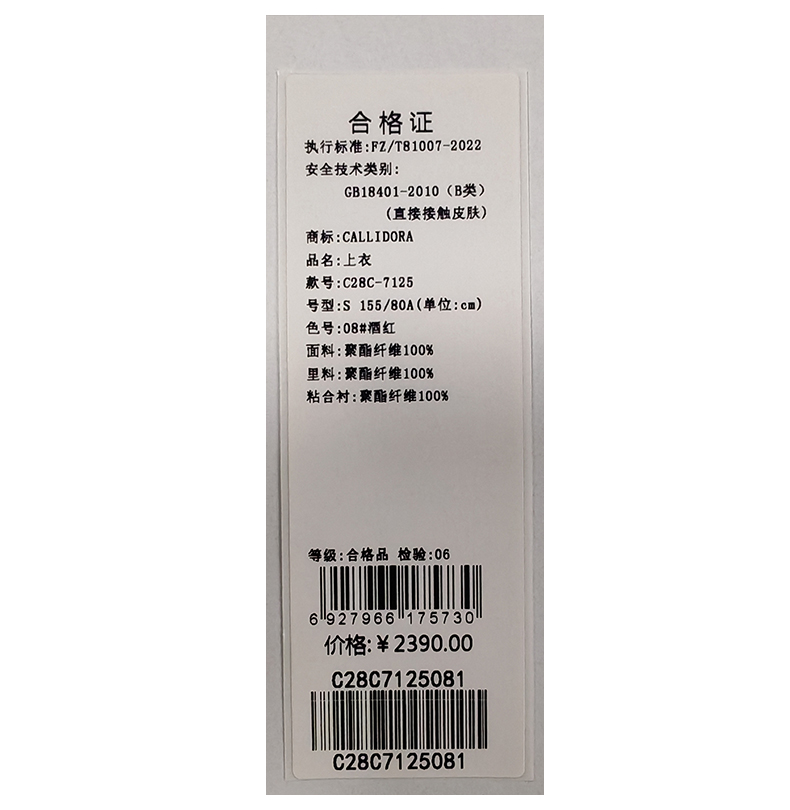 合格证
执行标准:FZ/T81007-2022
安全技术类别:
GB18401-2010（B类）
(直接接触皮肤)
商标:CALLIDORA
品名:上衣
款号:C28C-7125
号型:S 155/80A(单位:cm)
色号:08#酒红
面料:聚酯纤维100%
里料:聚酯纤维100%
粘合衬:聚酯纤维100%
等级:合格品 检验:06
6 927966 175730
价格:¥2390.00
C28C7125081
C28C7125081